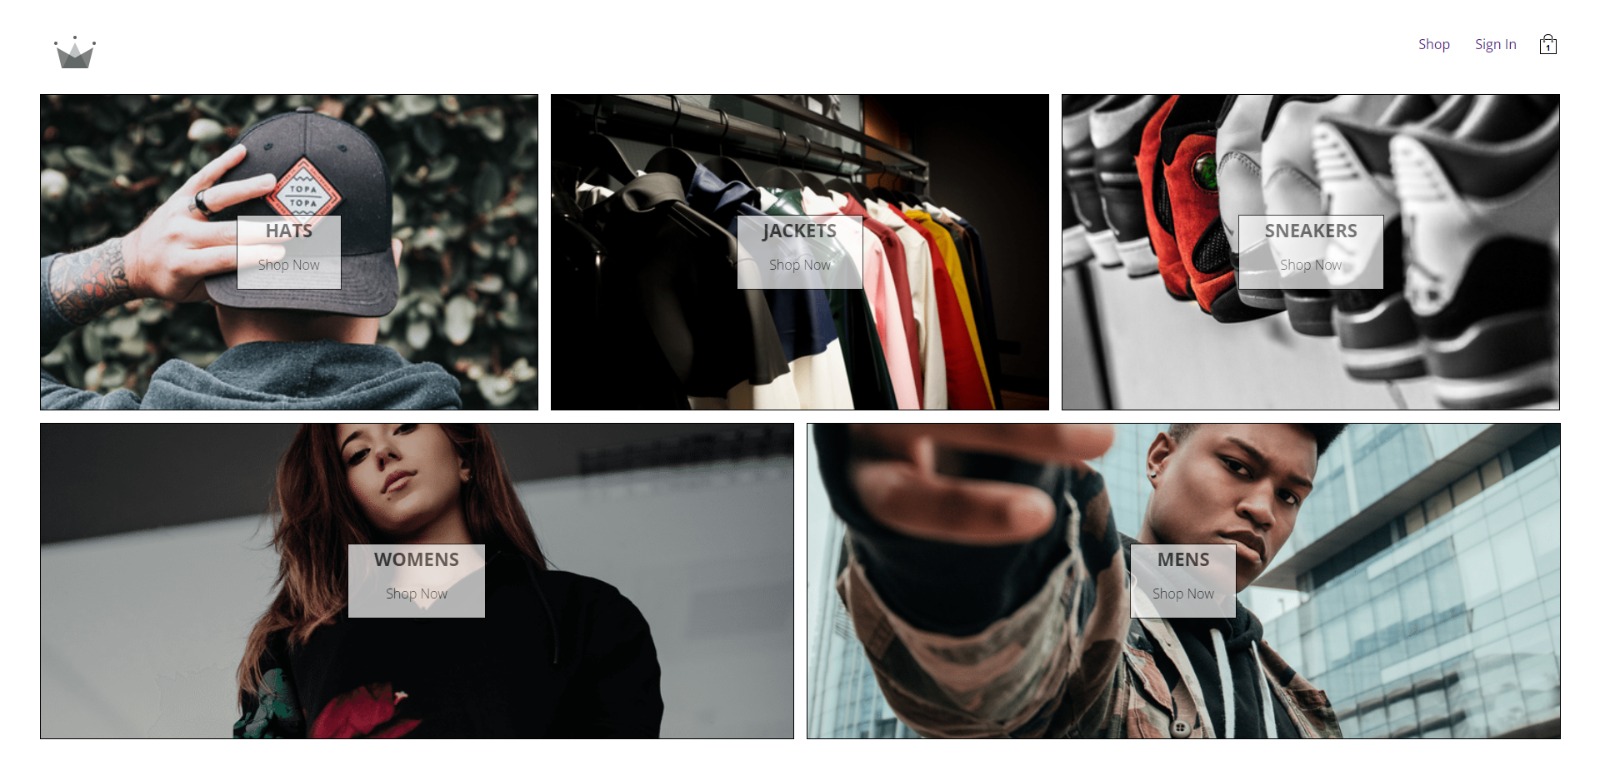 Shop
Sign In
1
TOPA
TOPA
HATS
Shop Now
JACKETS
Shop Now
SNEAKERS
Shop Now
WOMENS
Shop Now
MENS
Shop Now